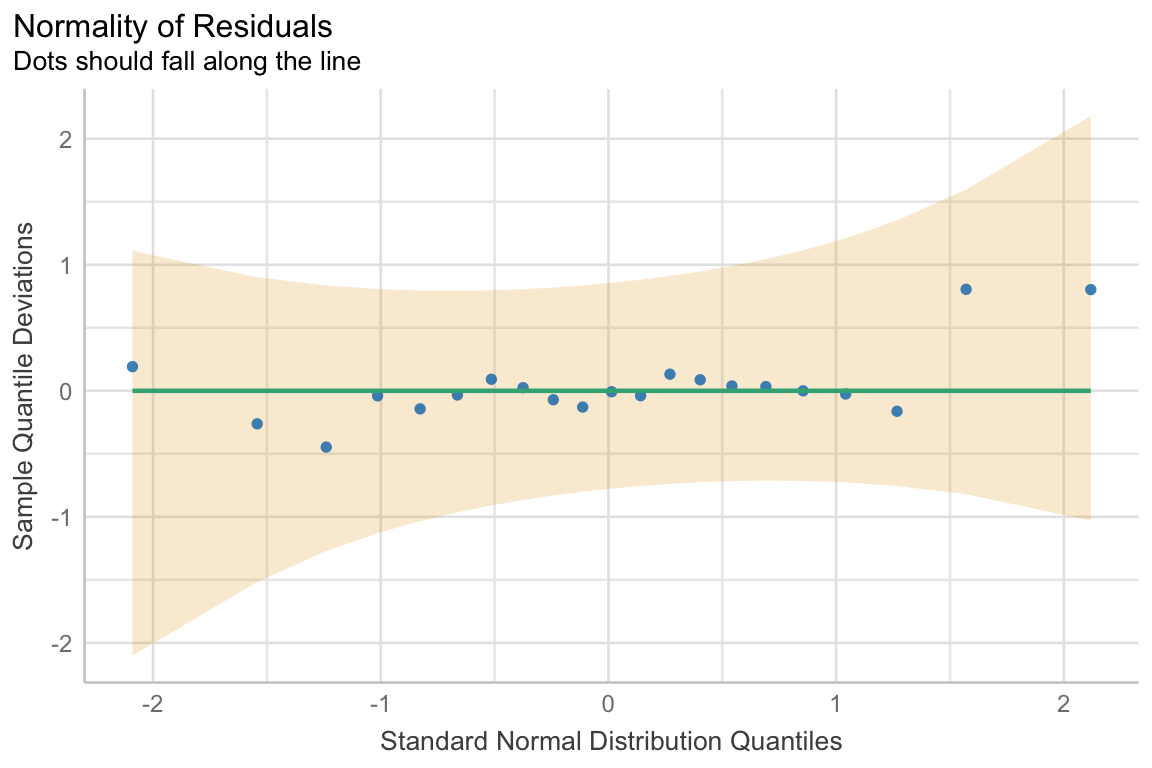 Normality of Residuals
Dots should fall along the line
Sample Quantile Deviations
2
1
0
-1
-2
-2
-1
0
1
2
Standard Normal Distribution Quantiles